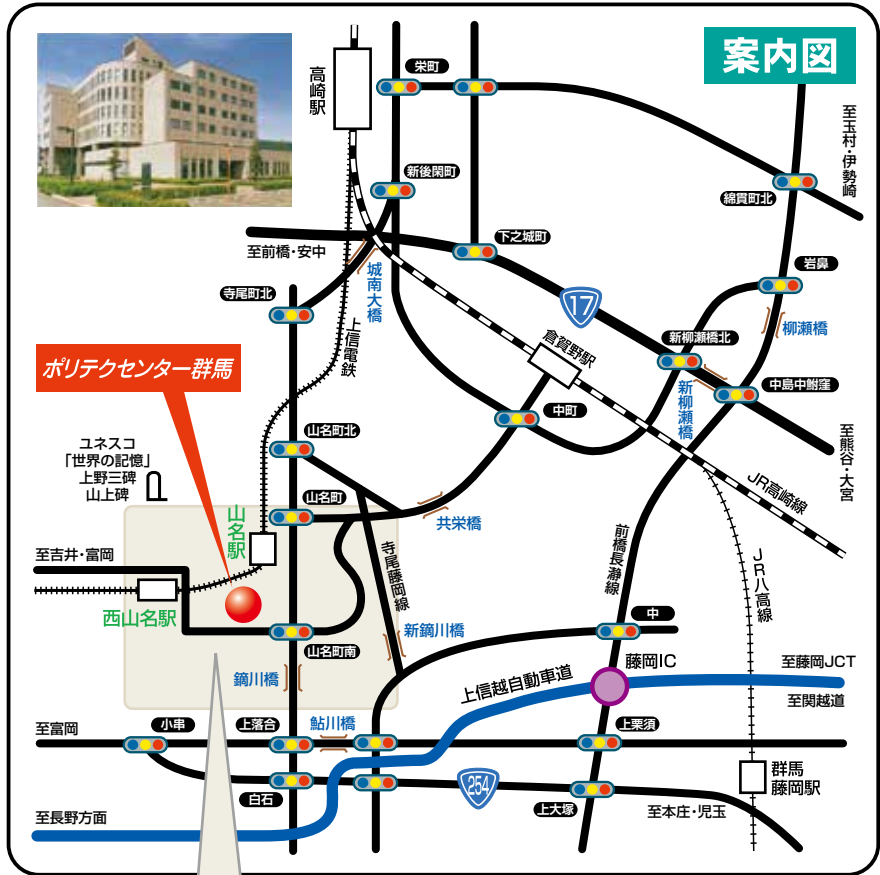 案内図
高崎駅
栄町
至玉村・伊勢崎
新後閑町
綿貫町北
至前橋・安中
下之城町
城南大橋
岩鼻
寺尾町北
17
上信電鉄
倉賀野駅
新柳瀬橋北
柳瀬橋
ポリテクセンター群馬
新柳瀬橋
中島中鮒窪
中町
至熊谷・大宮
山名町北
ユネスコ
「世界の記憶」
上野三碑
山上碑
山名町
共栄橋
JR高崎線
山名駅
至吉井・富岡
寺尾藤岡線
前橋長瀞線
JR八高線
西山名駅
新鏑川橋
中
山名町南
藤岡IC
至藤岡JCT
鏑川橋
上信越自動車道
至関越道
至富岡
小串
上落合
鮎川橋
上栗須
群馬
藤岡駅
白石
254
上大塚
至本庄・児玉
至長野方面